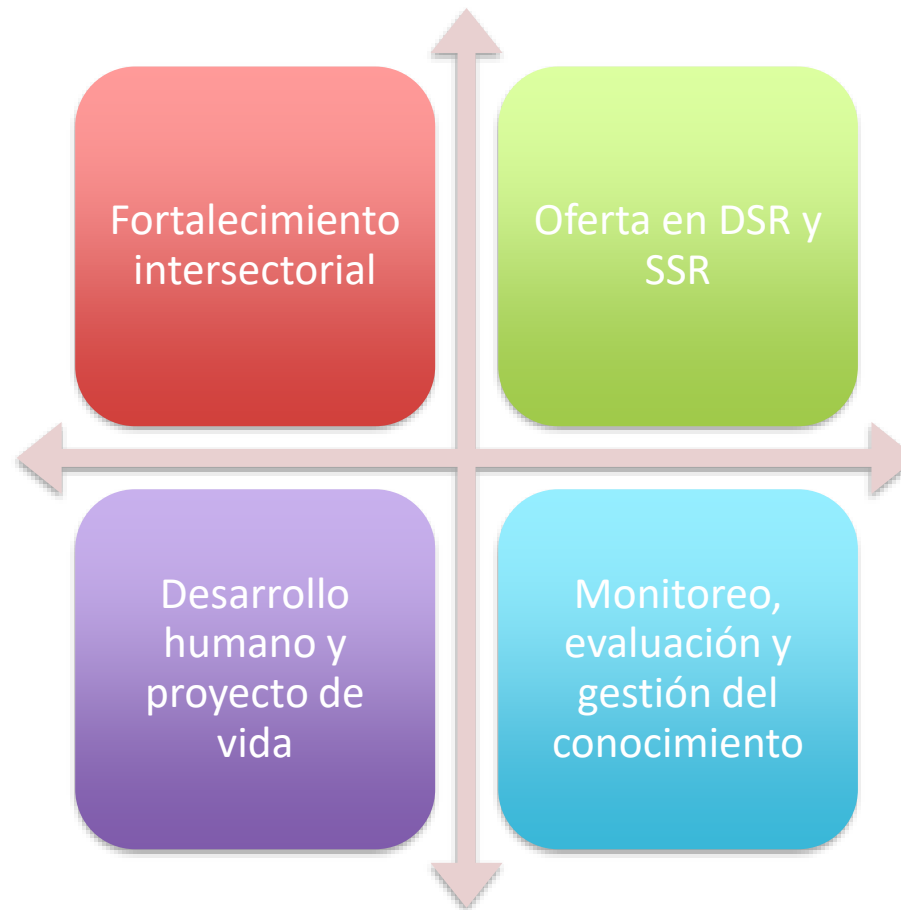 Fortalecimiento
intersectorial
Oferta en DSR y
SSR
Desarrollo
humano y
proyecto de
vida
Monitoreo,
evaluación y
gestión del
conocimiento